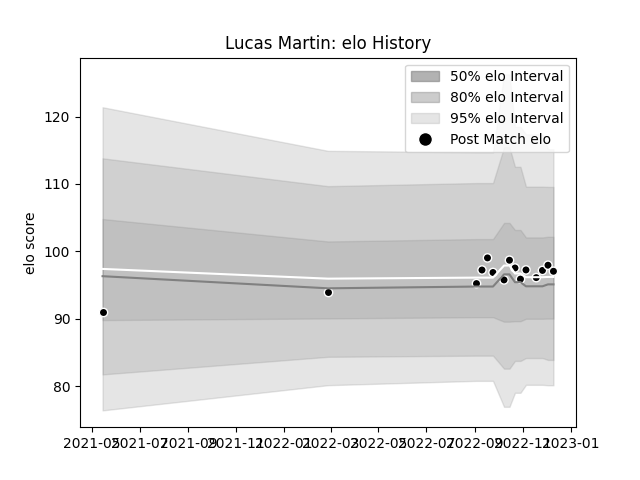 Lucas Martin: elo History
50% elo Interval
80% elo Interval
95% elo Interval
Post Match elo
elo score
120
110
100
90
80
2021-05 2021-07 2021-09 2021-11 2022-01 2022-03 2022-05 2022-07 2022-09 2022-11 2023-01